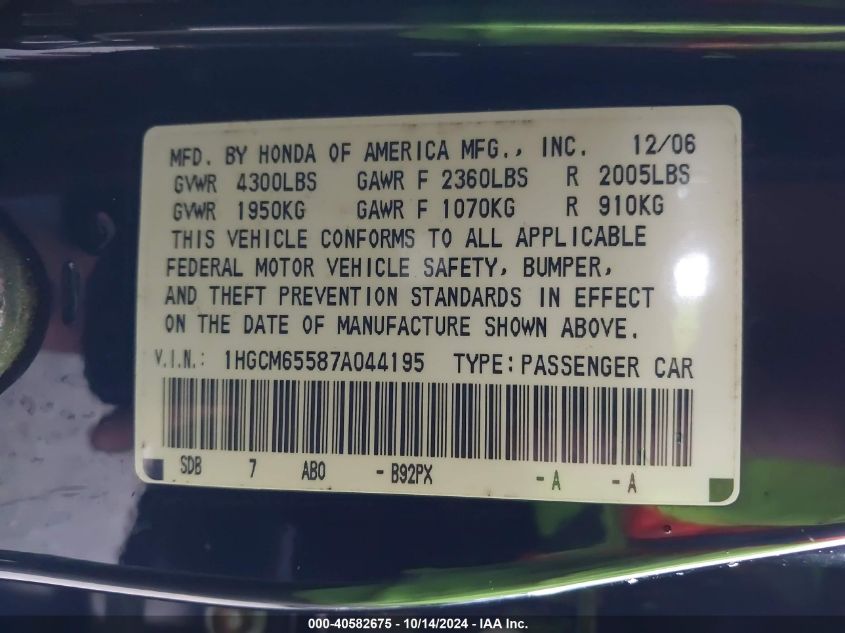 MFD. BY HONDA OF AMERICA MFG., INC. 12/06
GVWR 4300LBS GAWR F 2360LBS R 2005LBS
GVWR 1950KG GAWR F 1070KG R 910KG
THIS VEHICLE CONFORMS TO ALL APPLICABLE
FEDERAL MOTOR VEHICLE SAFETY, BUMPER,
AND THEFT PREVENTION STANDARDS IN EFFECT
ON THE DATE OF MANUFACTURE SHOWN ABOVE.
V.I.N.: 1HGCM65587A044195 TYPE:PASSENGER CAR
SDB 7 ABO -B92PX -A -A
000-40582675 - 10/14/2024 - IAA Inc.